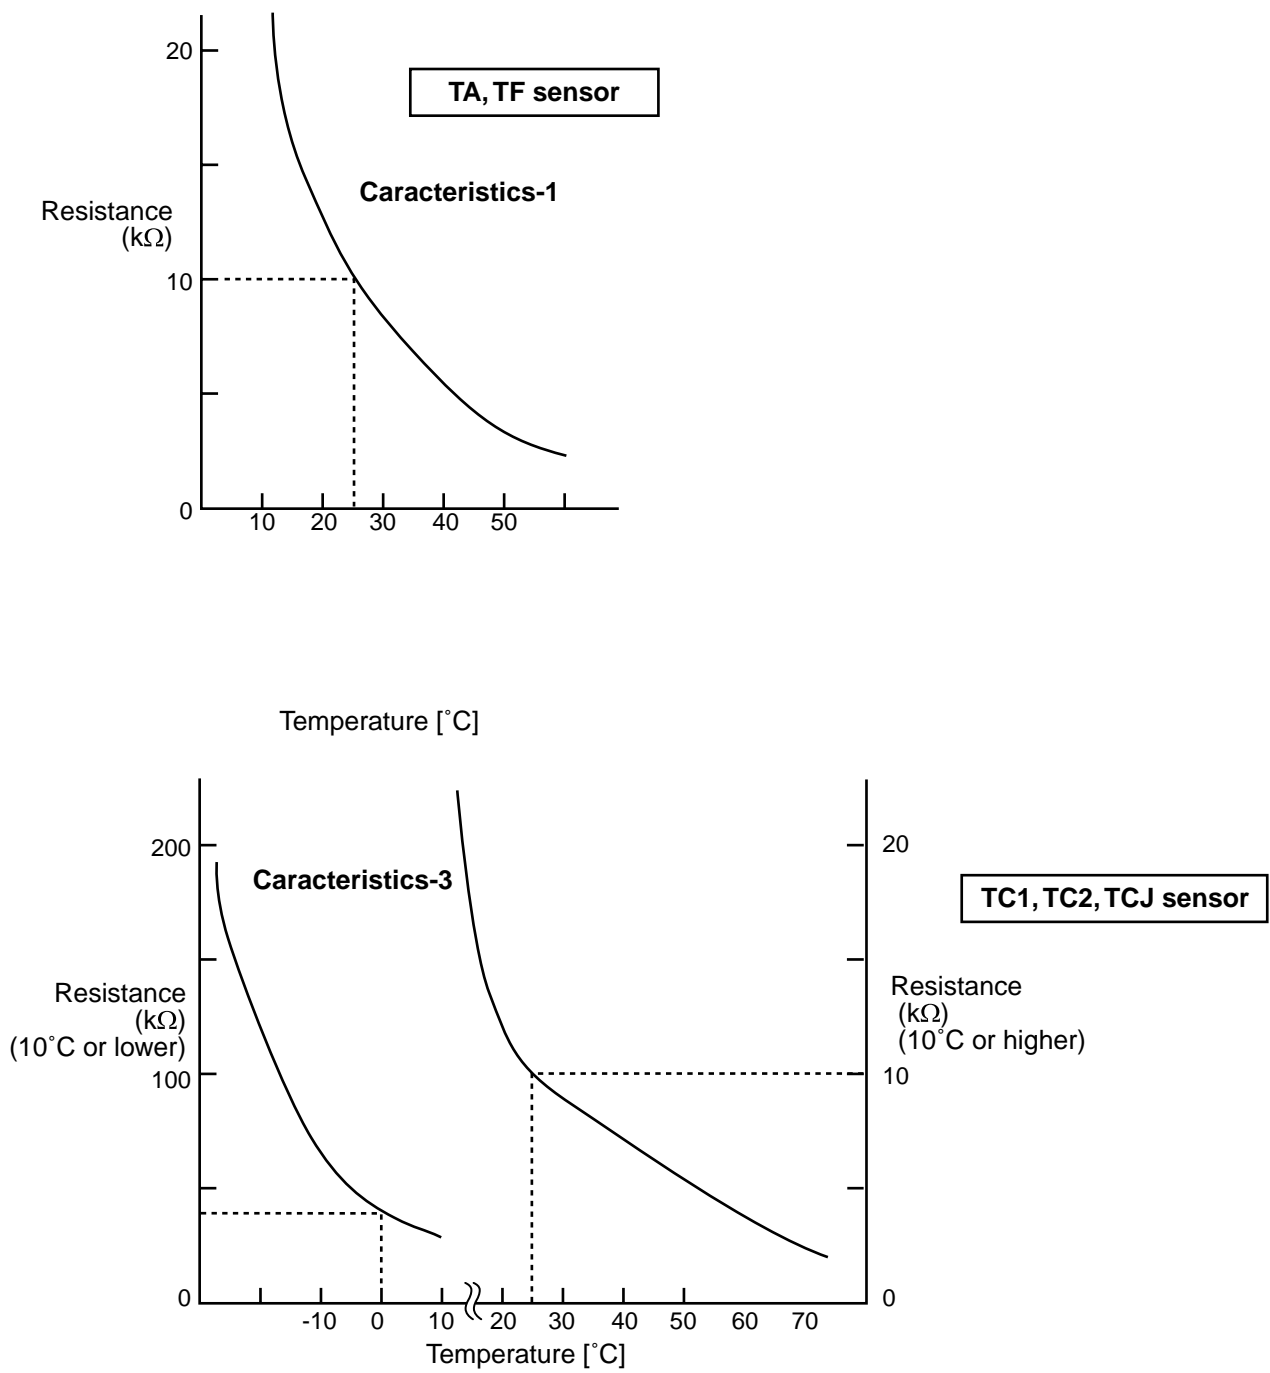 20
TA, TF sensor
Caracteristics-1
Resistance
(kΩ)
10
0
10 20 30 40 50
Temperature [˚C]
200
20
Caracteristics-3
TC1, TC2, TCJ sensor
Resistance
(kΩ)
(10˚C or lower)
Resistance
(kΩ)
(10˚C or higher)
100
10
0
0
-10 0 10 20 30 40 50 60 70
Temperature [˚C]